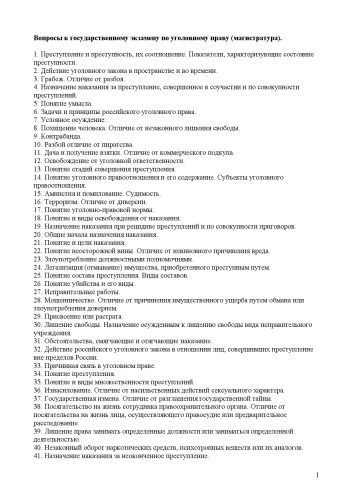 Вопросы к государственному экзамену по уголовному праву (магистратура).
1. Преступление и преступность, их соотношение. Показатели, характеризующие состояние
преступности.
2. Действие уголовного закона в пространстве и во времени.
3. Грабеж. Отличие от разбоя.
4. Назначение наказания за преступление, совершенное в соучастии и по совокупности
преступлений.
5. Понятие умысла.
6. Задачи и принципы российского уголовного права.
7. Условное осуждение.
8. Похищение человека. Отличие от незаконного лишения свободы.
9. Контрабанда.
10. Разбой отличие от пиратства.
11. Дача и получение взятки. Отличие от коммерческого подкупа.
12. Освобождение от уголовной ответственности.
13. Понятие стадий совершения преступления.
14. Понятие уголовного правоотношения и его содержание. Субъекты уголовного
правоотношения.
15. Амнистия и помилование. Судимость.
16. Терроризм. Отличие от диверсии.
17. Понятие уголовно-правовой нормы.
18. Понятие и виды освобождения от наказания.
19. Назначение наказания при рецидиве преступлений и по совокупности приговоров.
20. Общие начала назначения наказания.
21. Понятие и цели наказания.
22. Понятие неосторожной вины. Отличие от невиновного причинения вреда.
23. Злоупотребление должностными полномочиями.
24. Легализация (отмывание) имущества, приобретенного преступным путем.
25. Понятие состава преступления. Виды составов.
26. Понятие убийства и его виды.
27. Исправительные работы.
28. Мошенничество. Отличие от причинения имущественного ущерба путем обмана или
злоупотребления доверием.
29. Присвоение или растрата.
30. Лишение свободы. Назначение осужденным к лишению свободы вида исправительного
учреждения.
31. Обстоятельства, смягчающие и отягчающие наказание.
32. Действие российского уголовного закона в отношении лиц, совершивших преступление
вне пределов России.
33. Причинная связь в уголовном праве.
34. Понятие преступления.
35. Понятие и виды множественности преступлений.
36. Изнасилование. Отличие от насильственных действий сексуального характера.
37. Государственная измена. Отличие от разглашения государственной тайны.
38. Посягательство на жизнь сотрудника правоохранительного органа. Отличие от
посягательства на жизнь лица, осуществляющего правосудие или предварительное
расследование.
39. Лишение права занимать определенные должности или заниматься определенной
деятельностью.
40. Незаконный оборот наркотических средств, психотропных веществ или их аналогов.
41. Назначение наказания за неоконченное преступление.
1